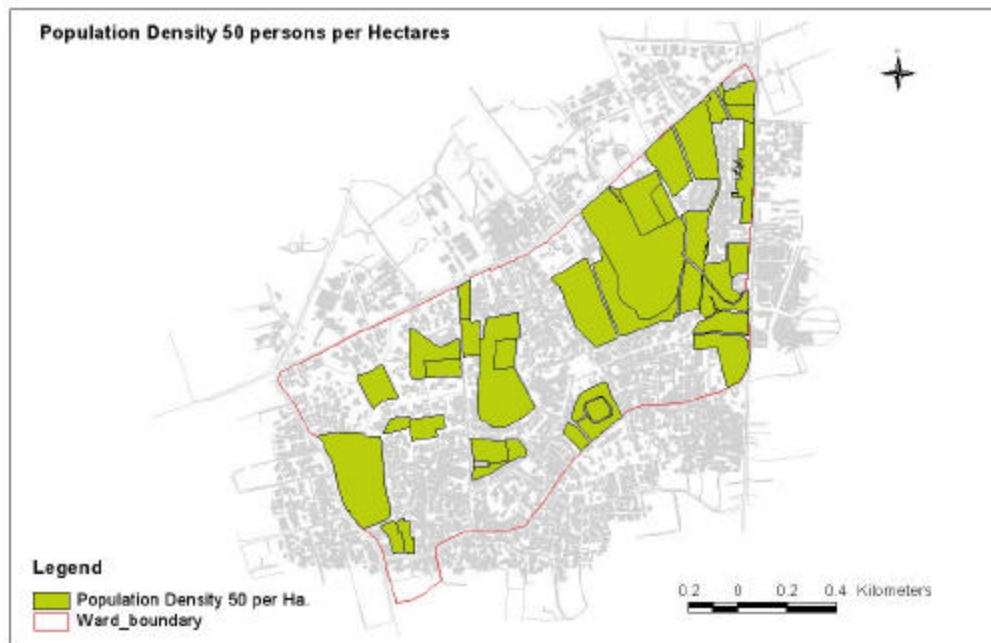 Population Density 50 persons per Hectares
Legend
Population Density 50 per Ha.
Ward_boundary
0.2 0 0.2 0.4 Kilometers